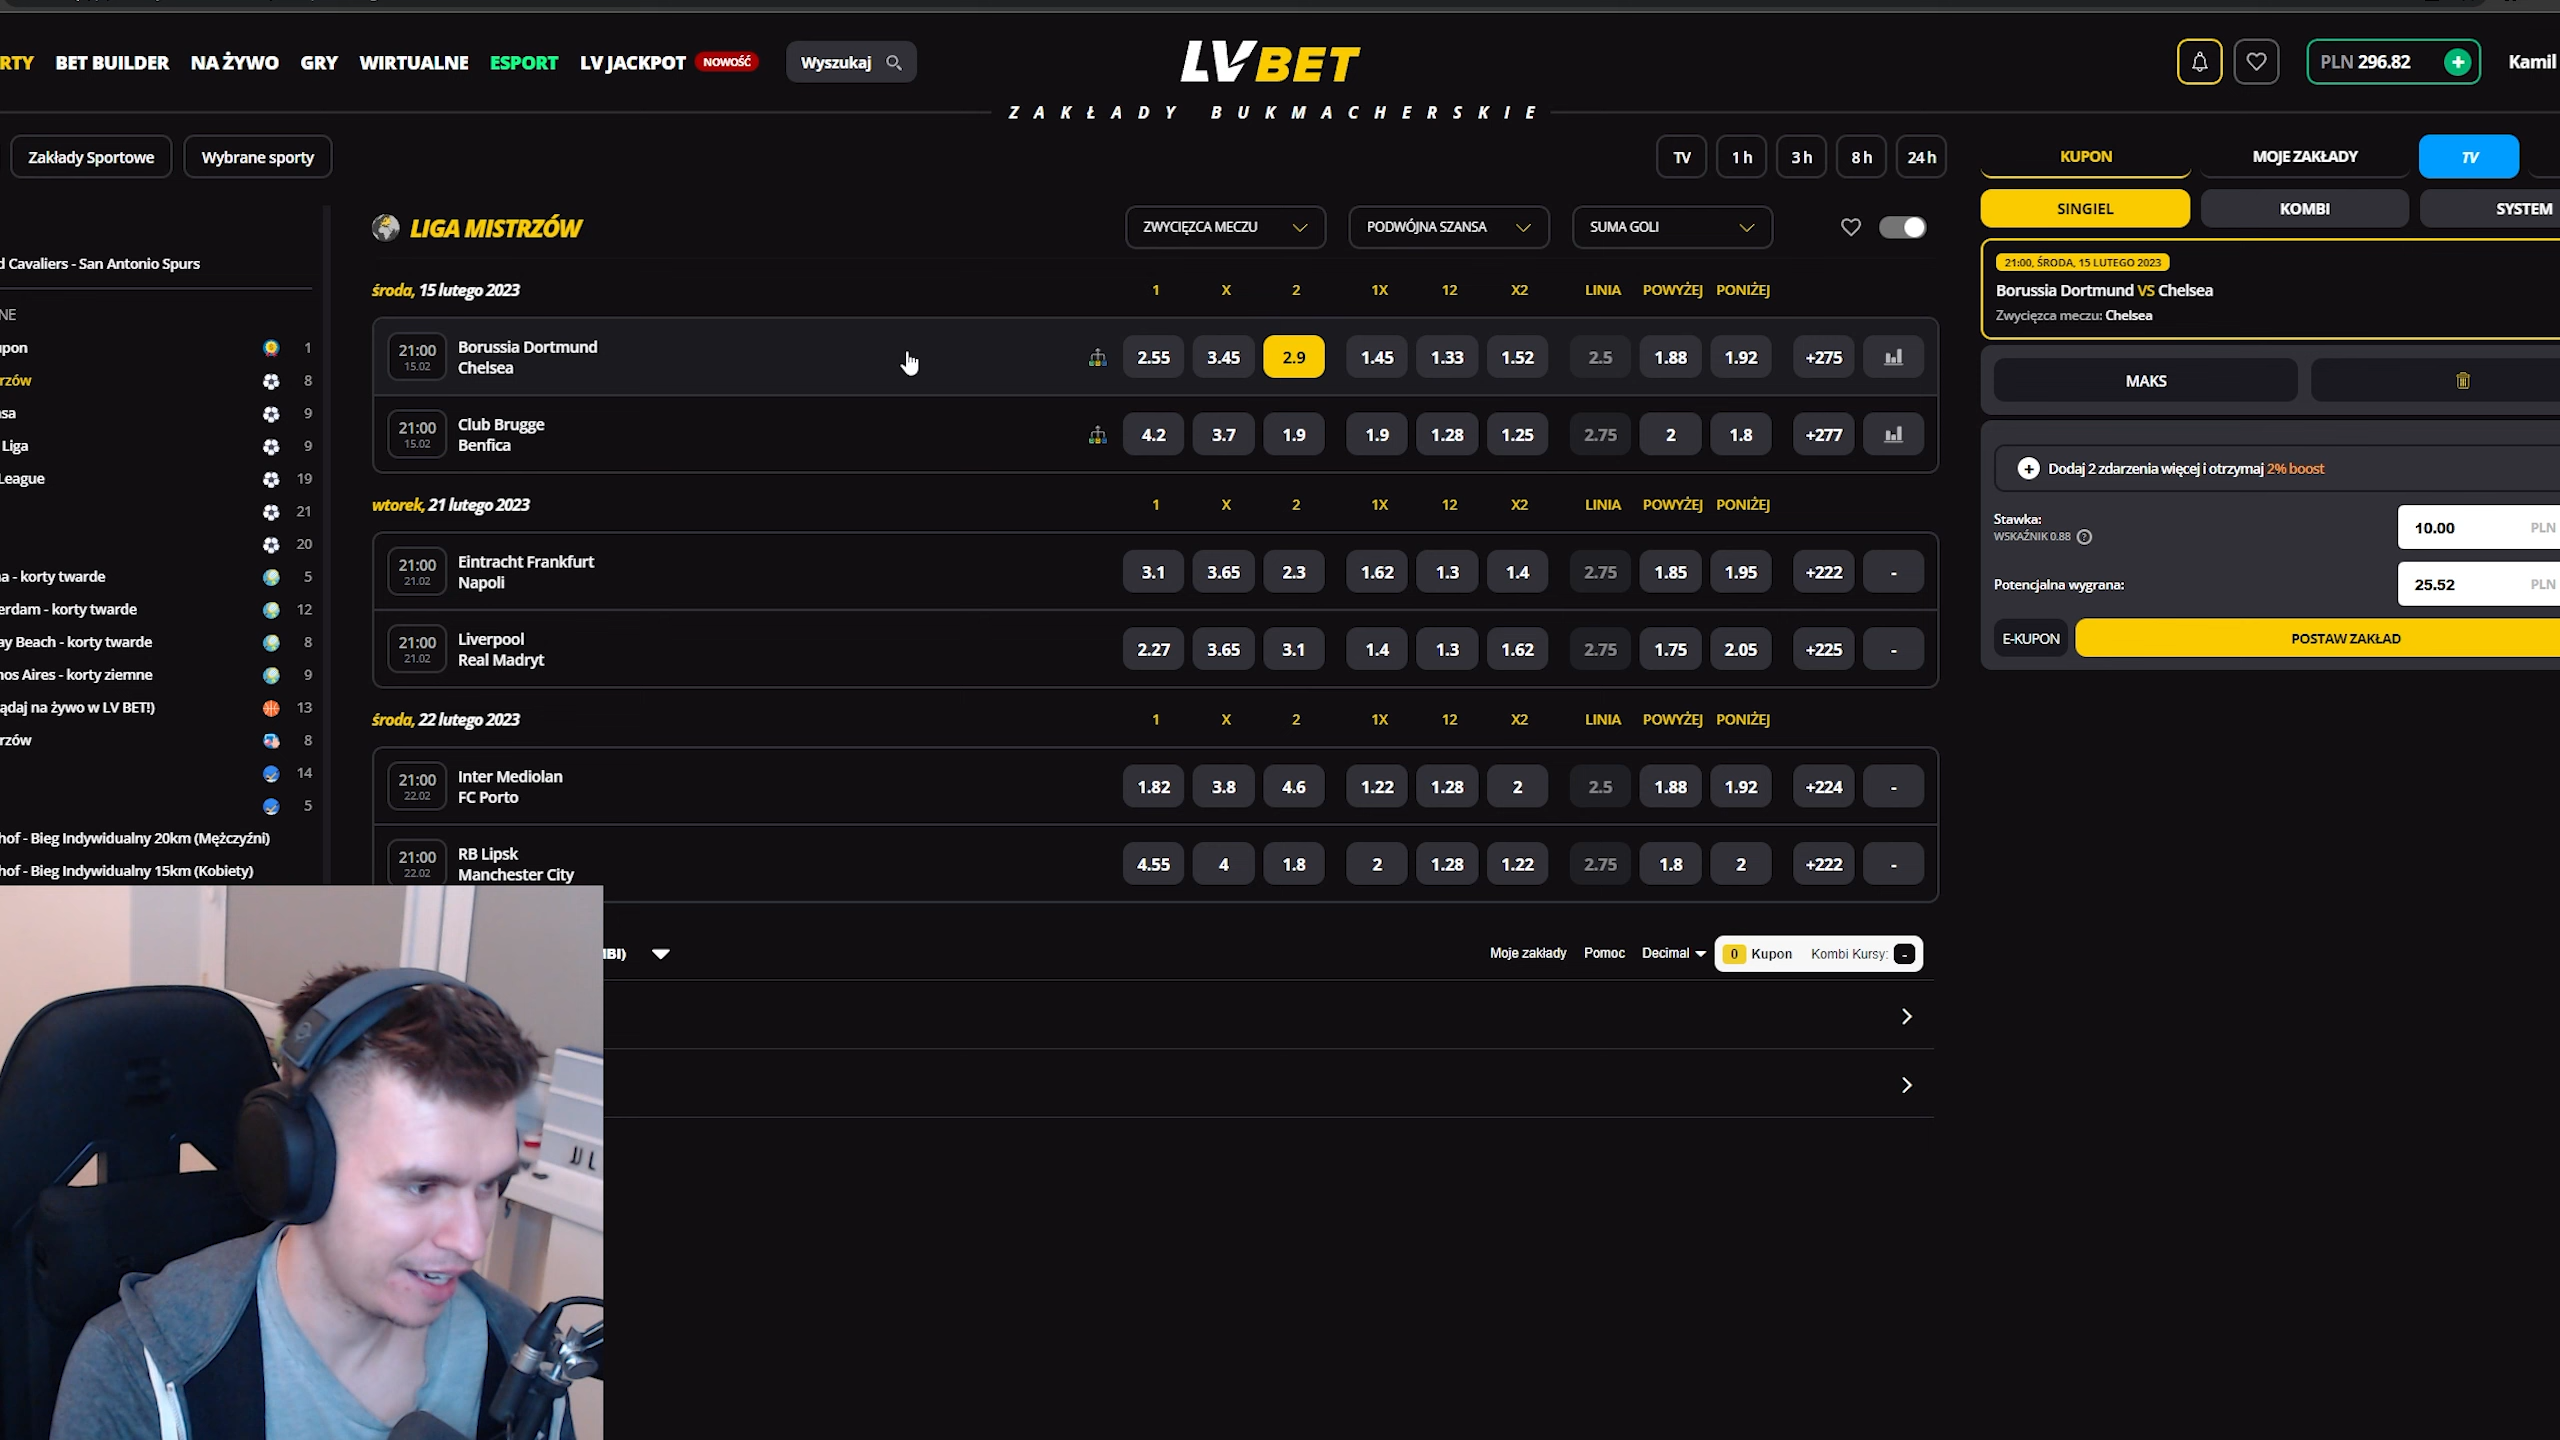 RTY BET BUILDER NA ŻYWO GRY WIRTUALNE ESPORT LV JACKPOT NOWOŚĆ Wyszukaj
LVBET
ZAKŁADY BUKMACHERSKIE
PLN 296.82
Kamil
Zakłady Sportowe Wybrane sporty
TV 1 h 3 h 8 h 24 h
d Cavaliers - San Antonio Spurs
NE
upon 1
rzów 8
sa 9
Liga 9
League 19
21
20
a - korty twarde 5
erdam - korty twarde 12
ay Beach - korty twarde 8
nos Aires - korty ziemne 9
ądaj na żywo w LV BET!) 13
rzów 8
14
5
hof - Bieg Indywidualny 20km (Mężczyźni)
hof - Bieg Indywidualny 15km (Kobiety)
LIGA MISTRZÓW ZWYCIĘZCA MECZU PODWÓJNA SZANSA SUMA GOLI
środa, 15 lutego 2023 1 X 2 1X 12 X2 LINIA POWYŻEJ PONIŻEJ
21:00 15.02
Borussia Dortmund
Chelsea
2.55 3.45 2.9 1.45 1.33 1.52 2.5 1.88 1.92 +275
21:00 15.02
Club Brugge
Benfica
4.2 3.7 1.9 1.9 1.28 1.25 2.75 2 1.8 +277
wtorek, 21 lutego 2023 1 X 2 1X 12 X2 LINIA POWYŻEJ PONIŻEJ
21:00 21.02
Eintracht Frankfurt
Napoli
3.1 3.65 2.3 1.62 1.3 1.4 2.75 1.85 1.95 +222 -
21:00 21.02
Liverpool
Real Madryt
2.27 3.65 3.1 1.4 1.3 1.62 2.75 1.75 2.05 +225 -
środa, 22 lutego 2023 1 X 2 1X 12 X2 LINIA POWYŻEJ PONIŻEJ
21:00 22.02
Inter Mediolan
FC Porto
1.82 3.8 4.6 1.22 1.28 2 2.5 1.88 1.92 +224 -
21:00 22.02
RB Lipsk
Manchester City
4.55 4 1.8 2 1.28 1.22 2.75 1.8 2 +222 -
IBI) Moje zakłady Pomoc Decimal 0 Kupon Kombi Kursy: -
KUPON MOJE ZAKŁADY TV
SINGIEL KOMBI SYSTEM
21:00, ŚRODA, 15 LUTEGO 2023
Borussia Dortmund VS Chelsea
Zwycięzca meczu: Chelsea
MAKS
Dodaj 2 zdarzenia więcej i otrzymaj 2% boost
Stawka: 10.00 PLN
WSKAŹNIK 0.88 ?
Potencjalna wygrana: 25.52 PLN
E-KUPON POSTAW ZAKŁAD